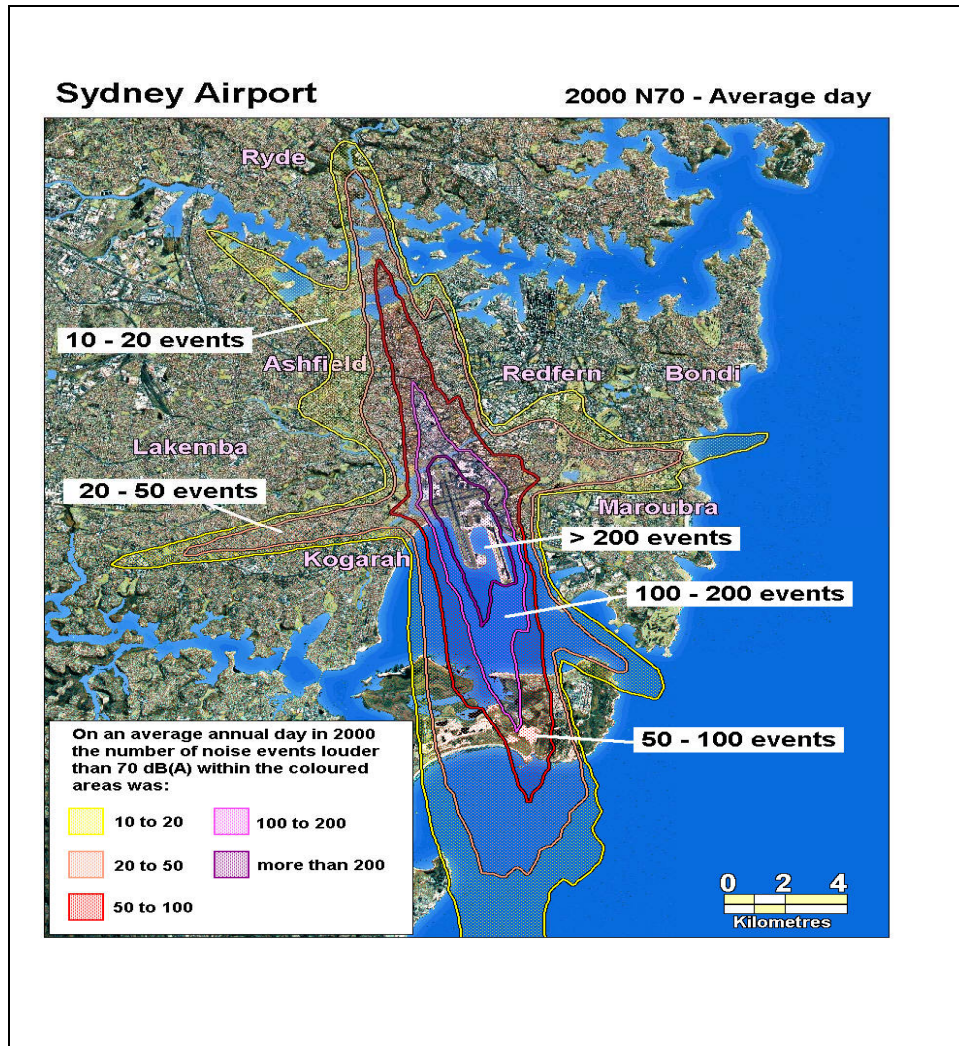 Sydney Airport
2000 N70 - Average day
Ryde
10 - 20 events
Ashfield
Redfern
Bondi
Lakemba
20 - 50 events
Maroubra
> 200 events
Kogarah
100 - 200 events
50 - 100 events
On an average annual day in 2000
the number of noise events louder
than 70 dB(A) within the coloured
areas was:
10 to 20
100 to 200
20 to 50
more than 200
50 to 100
0 2 4
Kilometres